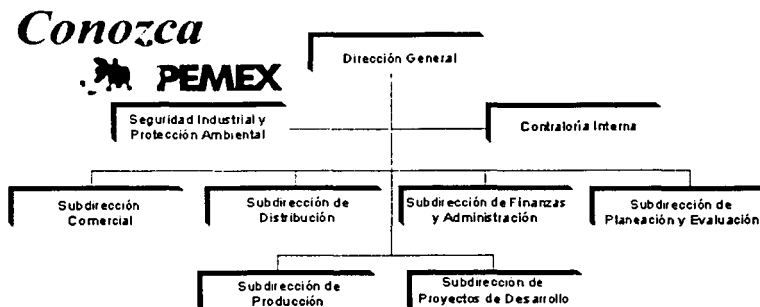 Conozca
PEMEX
Dirección General
Seguridad Industrial y
Protección Ambiental
Contraloría Interna
Subdirección
Comercial
Subdirección de
Distribución
Subdirección de Finanzas
y Administración
Subdirección de
Planeación y Evaluación
Subdirección de
Producción
Subdirección de
Proyectos de Desarrollo